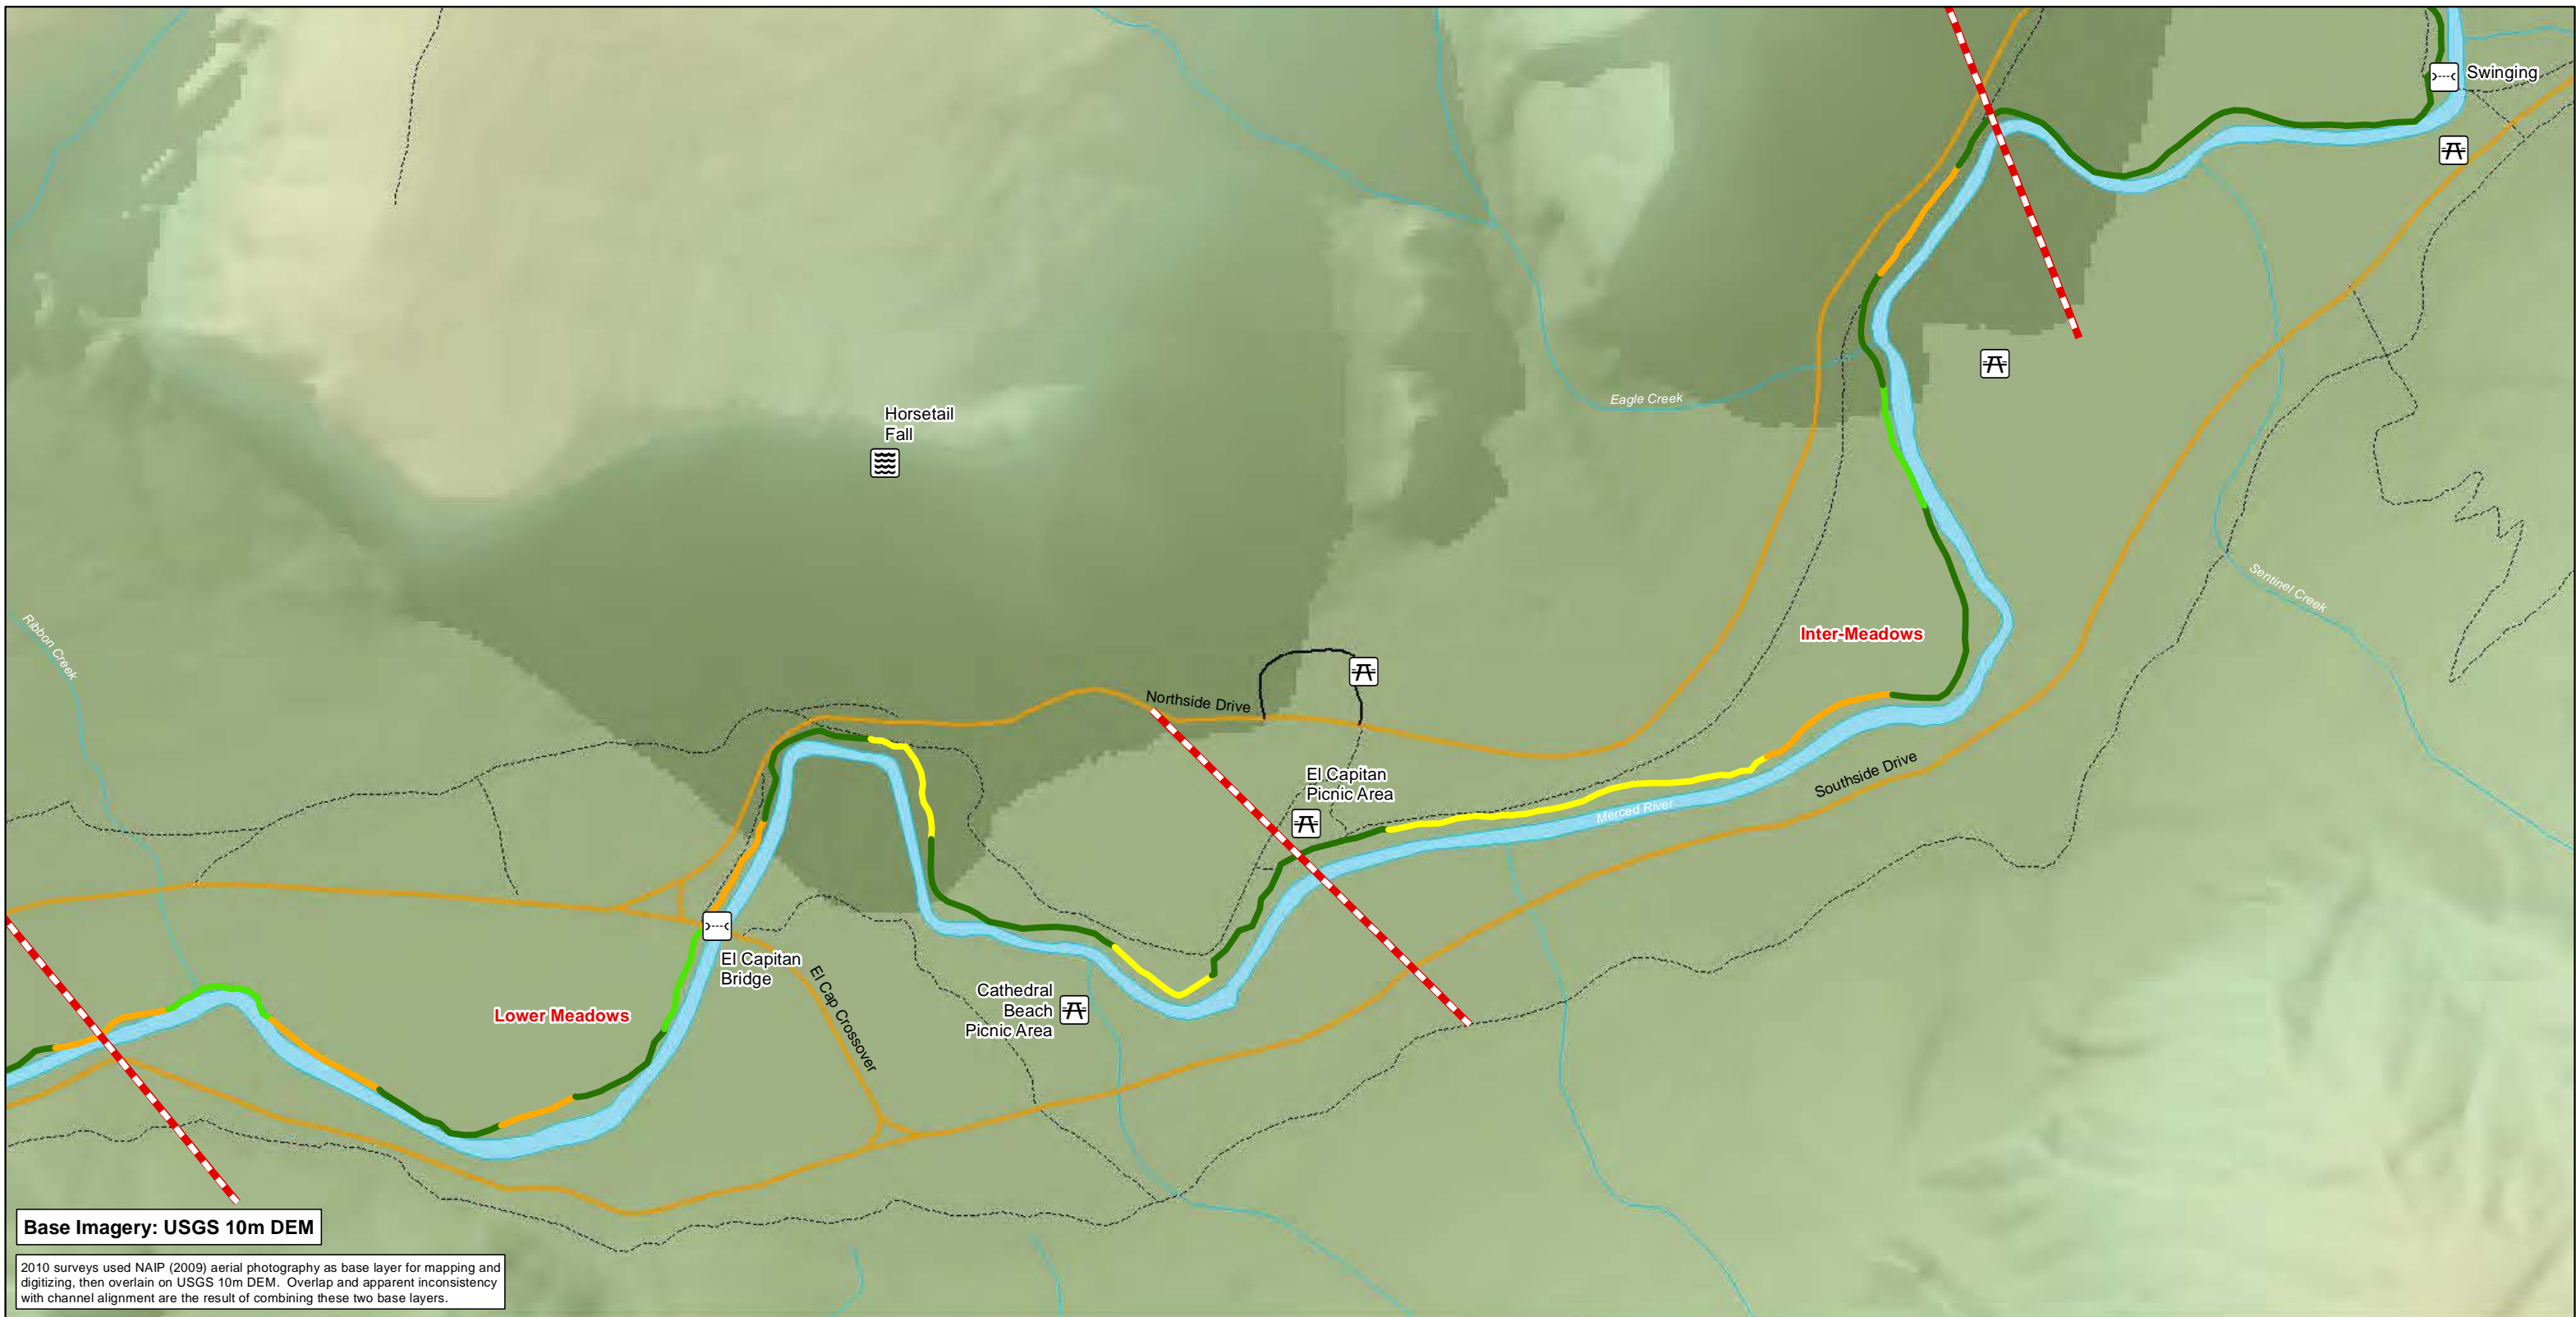 Swinging
Horsetail
Fall
Eagle Creek
Sentinel Creek
Ribbon Creek
Inter-Meadows
Northside Drive
El Capitan
Picnic Area
Southside Drive
Merced River
El Capitan
Bridge
El Cap Crossover
Cathedral
Beach
Picnic Area
Lower Meadows
Base Imagery: USGS 10m DEM
2010 surveys used NAIP (2009) aerial photography as base layer for mapping and
digitizing, then overlain on USGS 10m DEM. Overlap and apparent inconsistency
with channel alignment are the result of combining these two base layers.